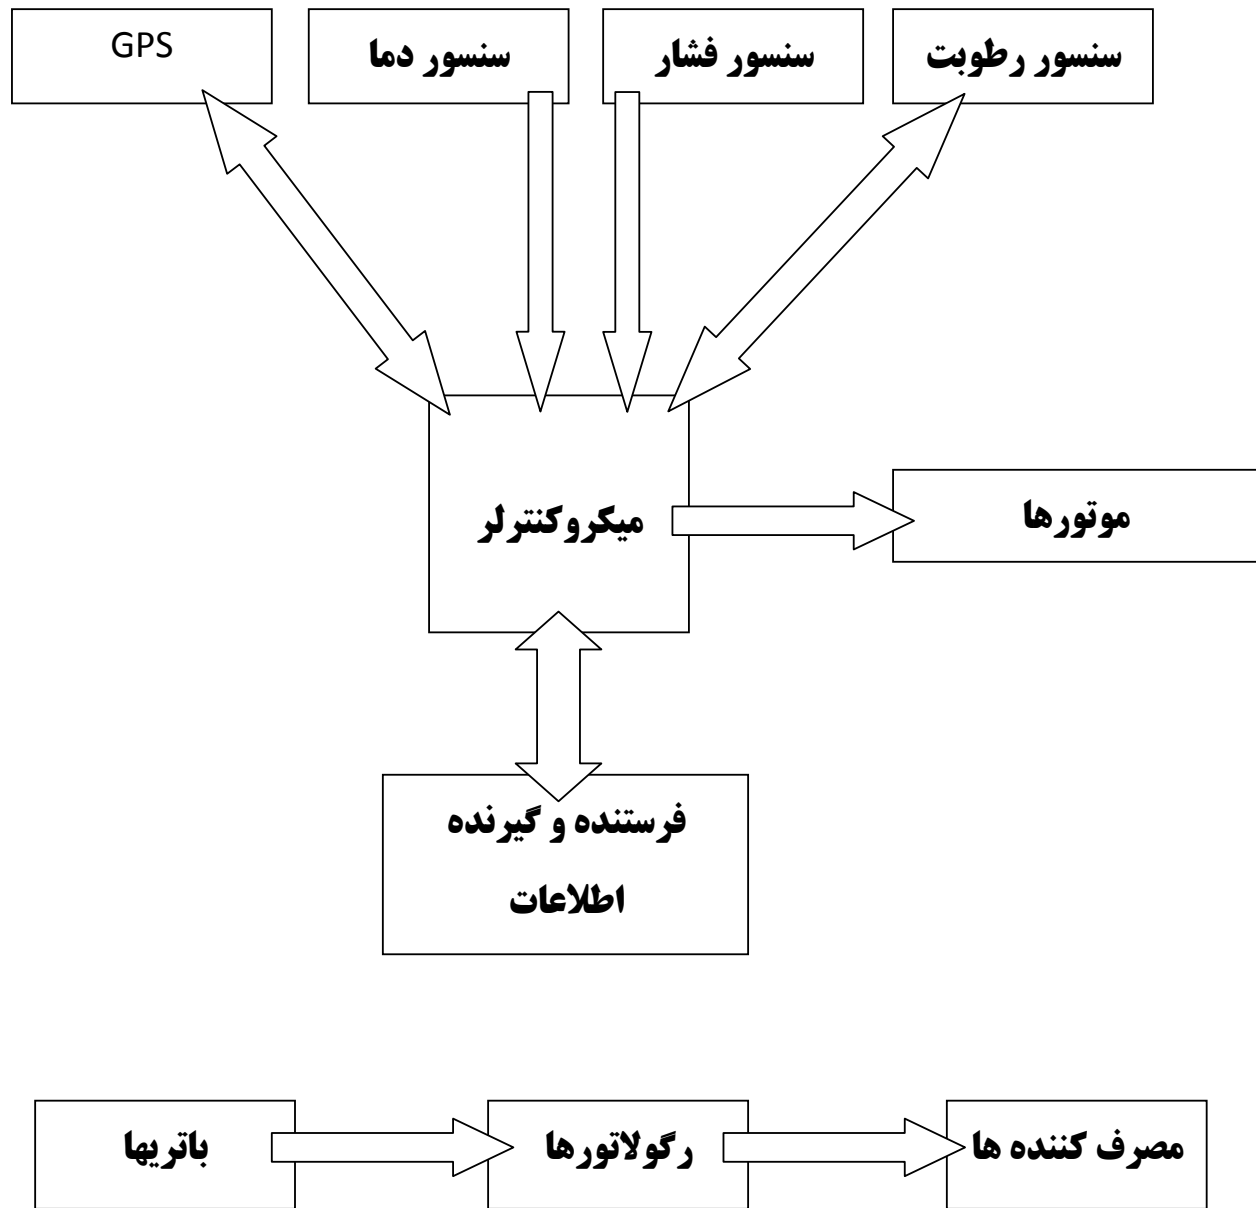 GPS
سنسور دما
سنسور فشار
سنسور رطوبت
میکروکنترلر
موتورها
فرستنده و گیرنده
اطلاعات
باتریها
رگولاتورها
مصرف کننده ها